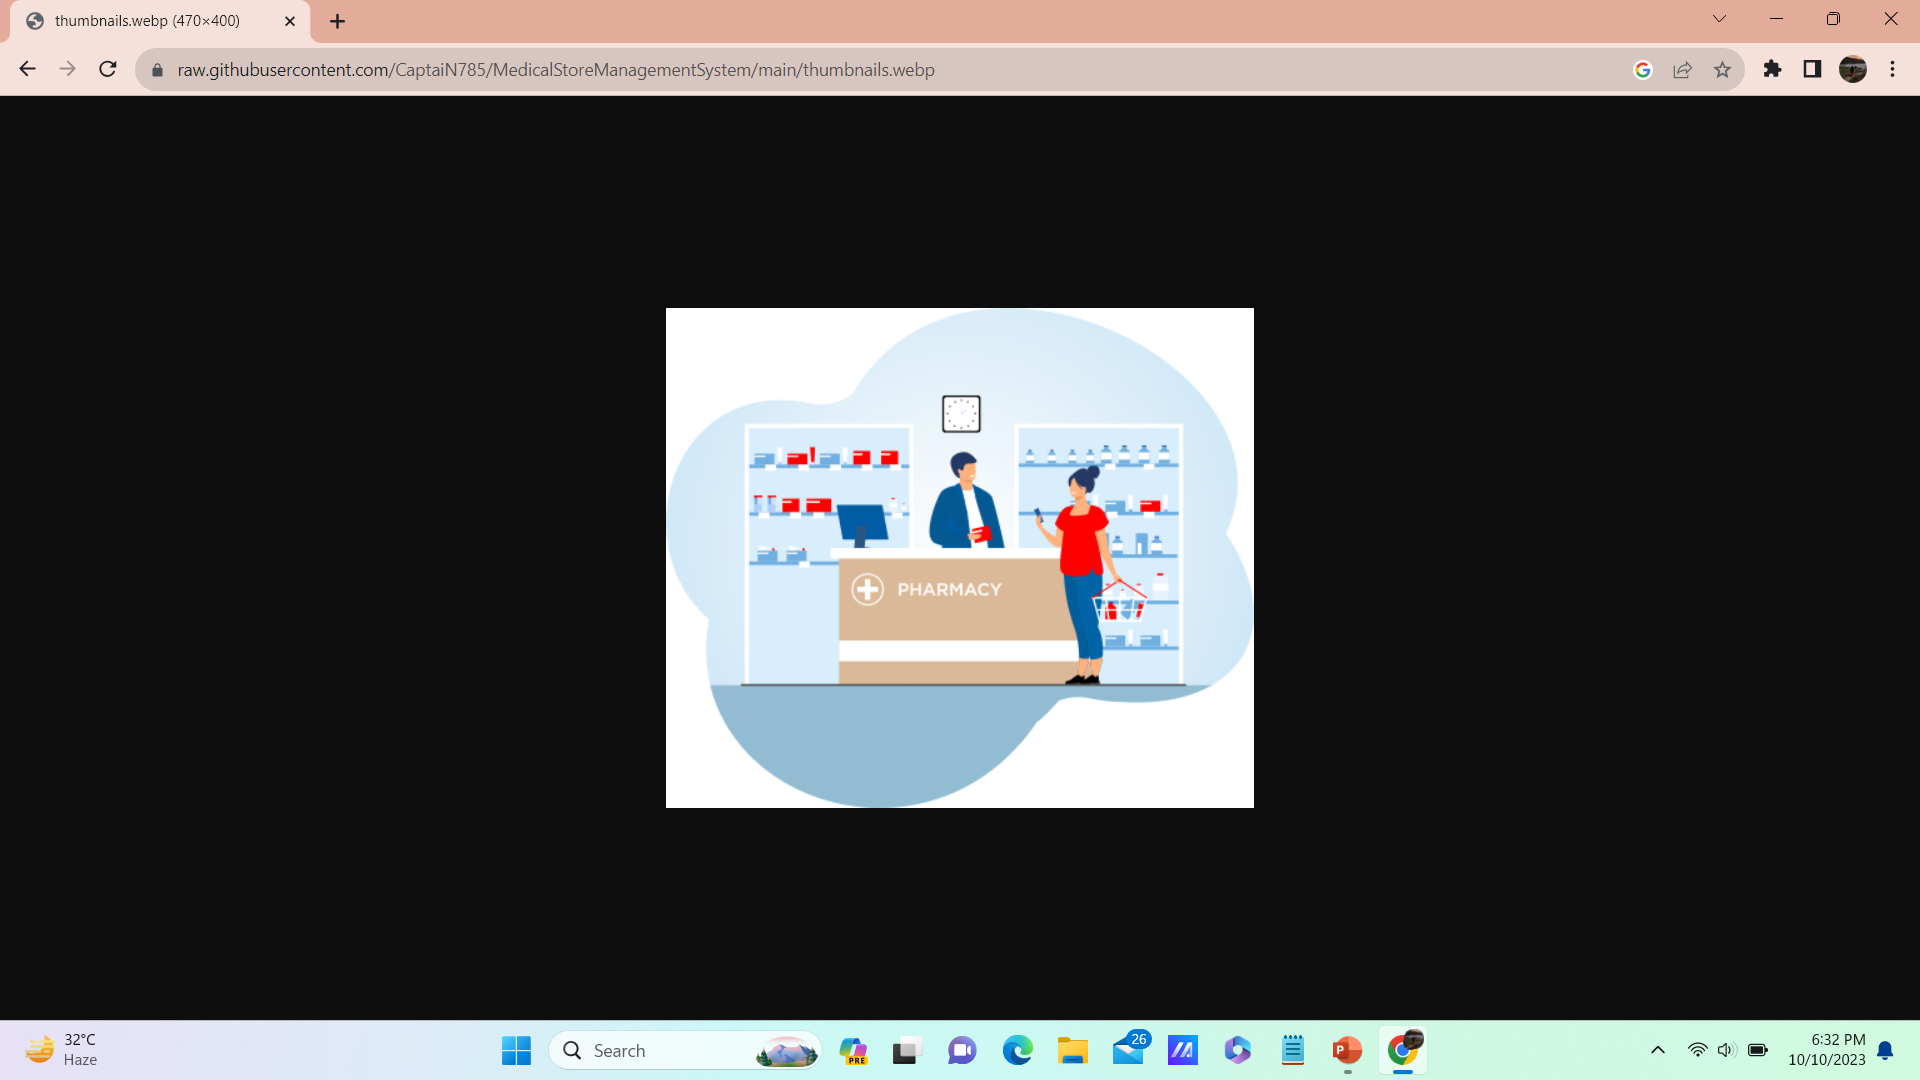 thumbnails.webp (470×400)
raw.githubusercontent.com/CaptaiN785/MedicalStoreManagementSystem/main/thumbnails.webp
PHARMACY
32°C
Haze
Search
PRE
26
6:32 PM
10/10/2023